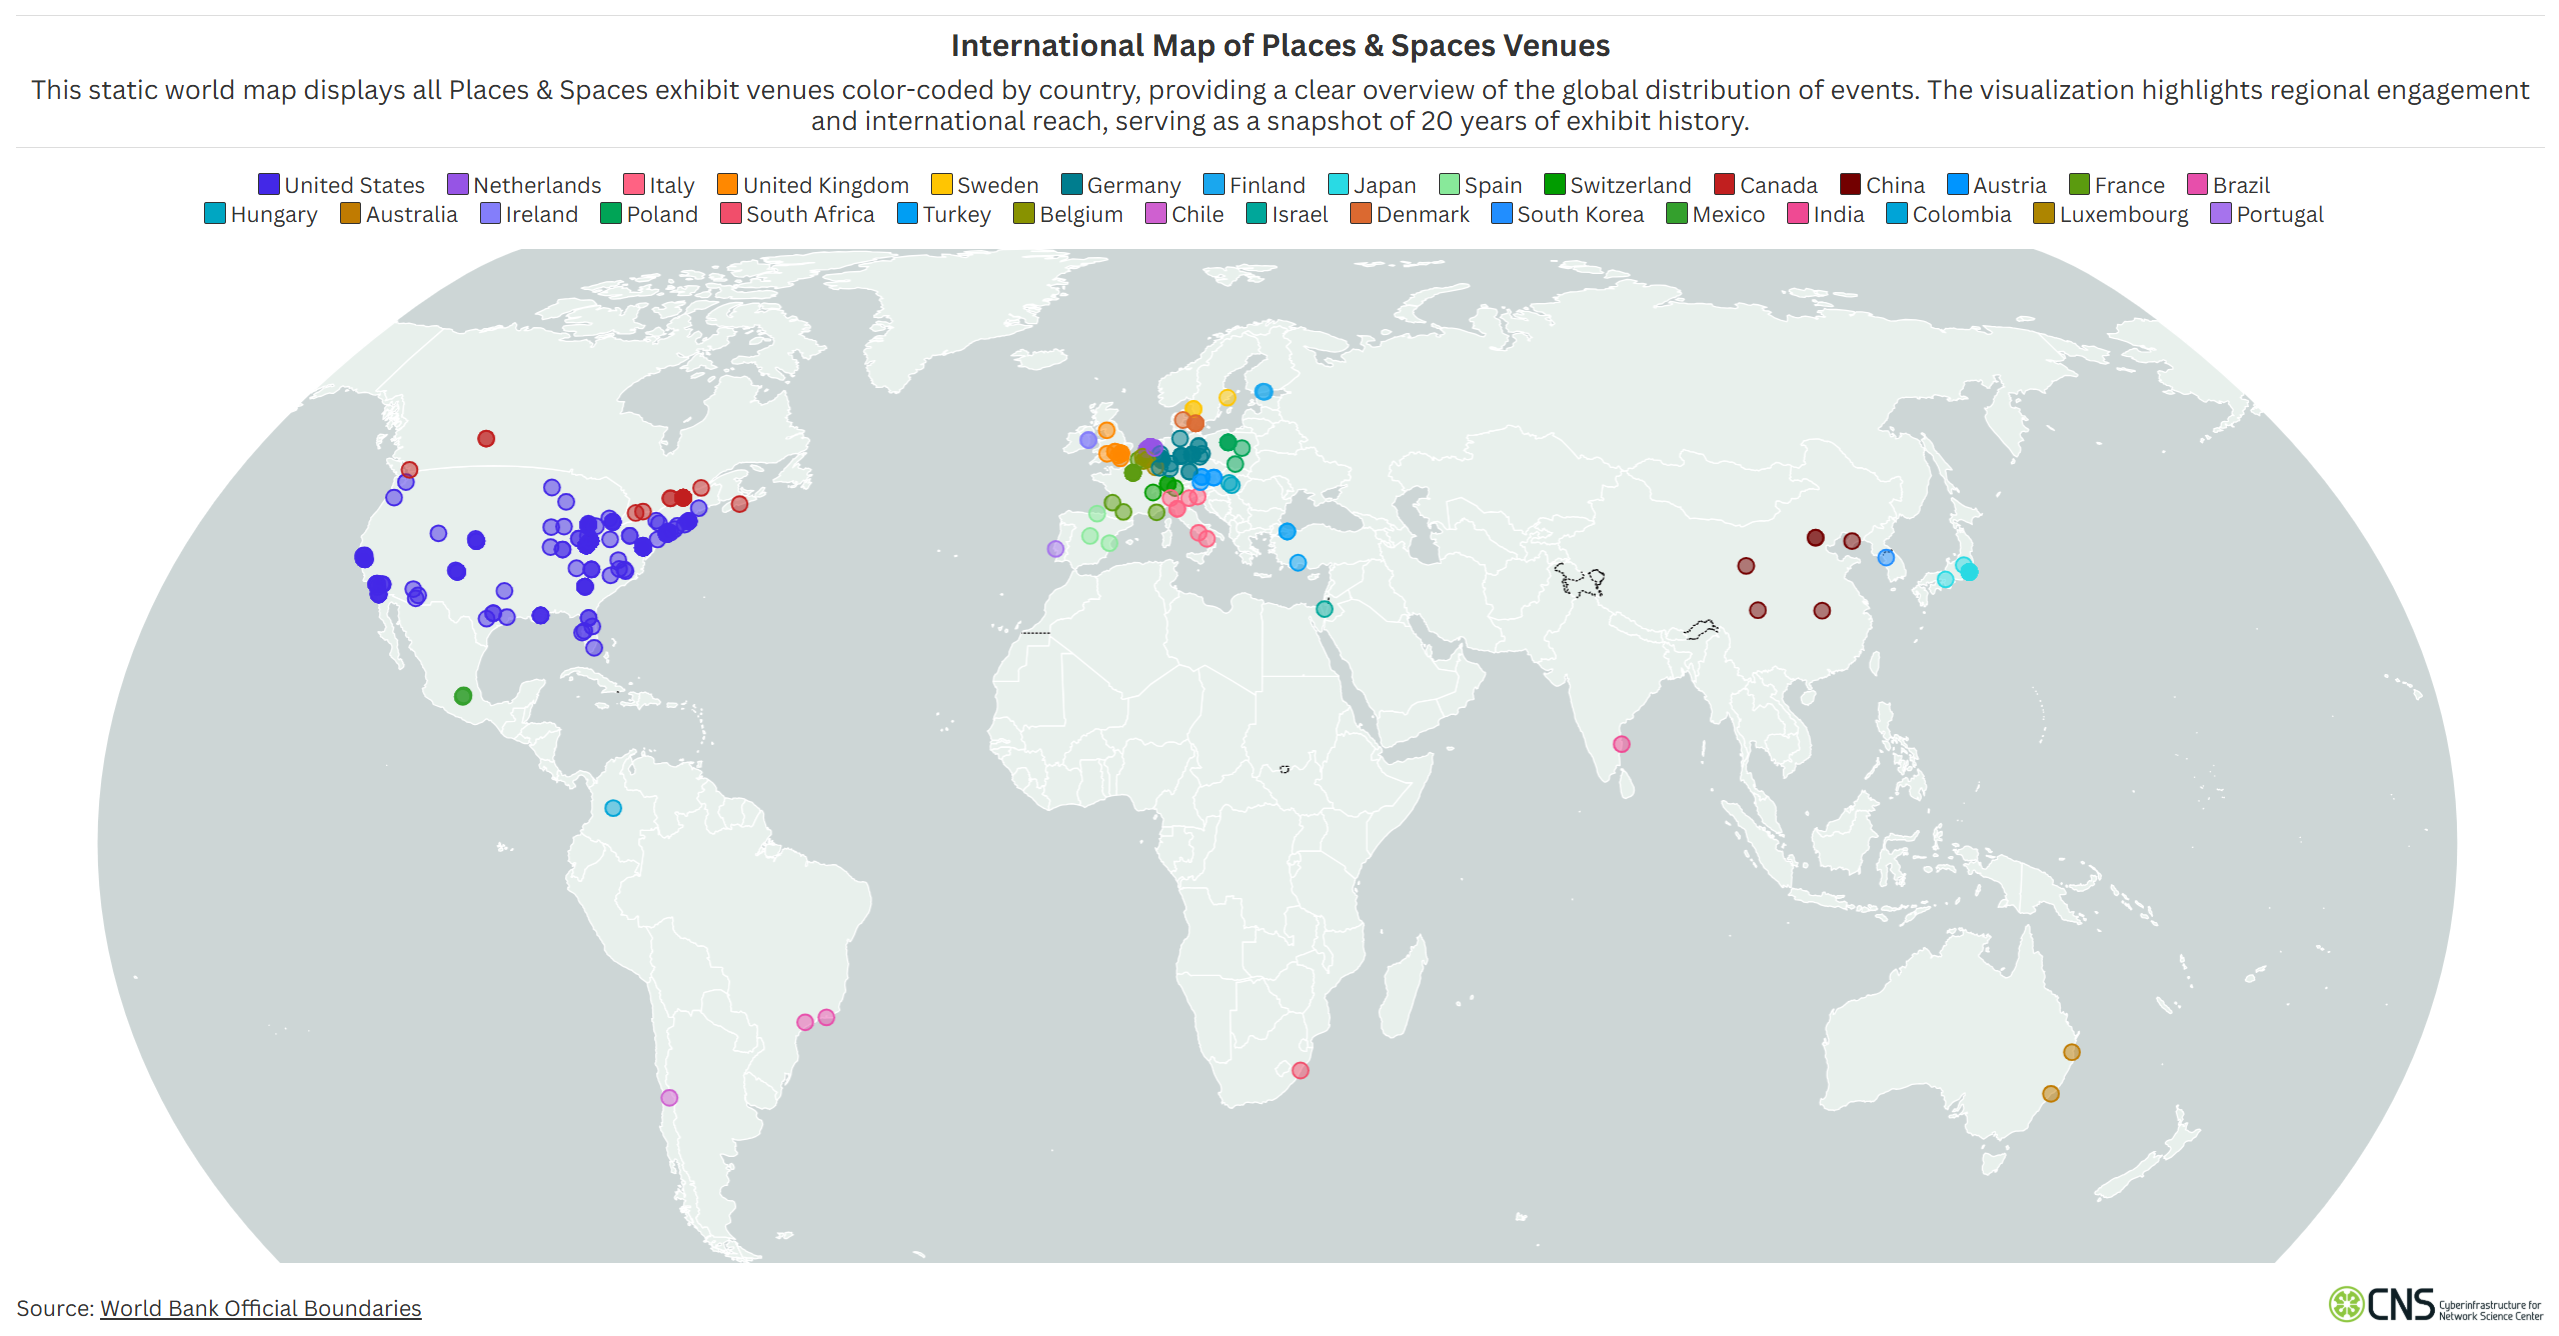 International Map of Places & Spaces Venues
This static world map displays all Places & Spaces exhibit venues color-coded by country, providing a clear overview of the global distribution of events. The visualization highlights regional engagement
and international reach, serving as a snapshot of 20 years of exhibit history.
United States Netherlands Italy United Kingdom Sweden Germany Finland Japan Spain Switzerland Canada China Austria France Brazil
Hungary Australia Ireland Poland South Africa Turkey Belgium Chile Israel Denmark South Korea Mexico India Colombia Luxembourg Portugal
Source: World Bank Official Boundaries
CNS Cyberinfrastructure for
Network Science Center